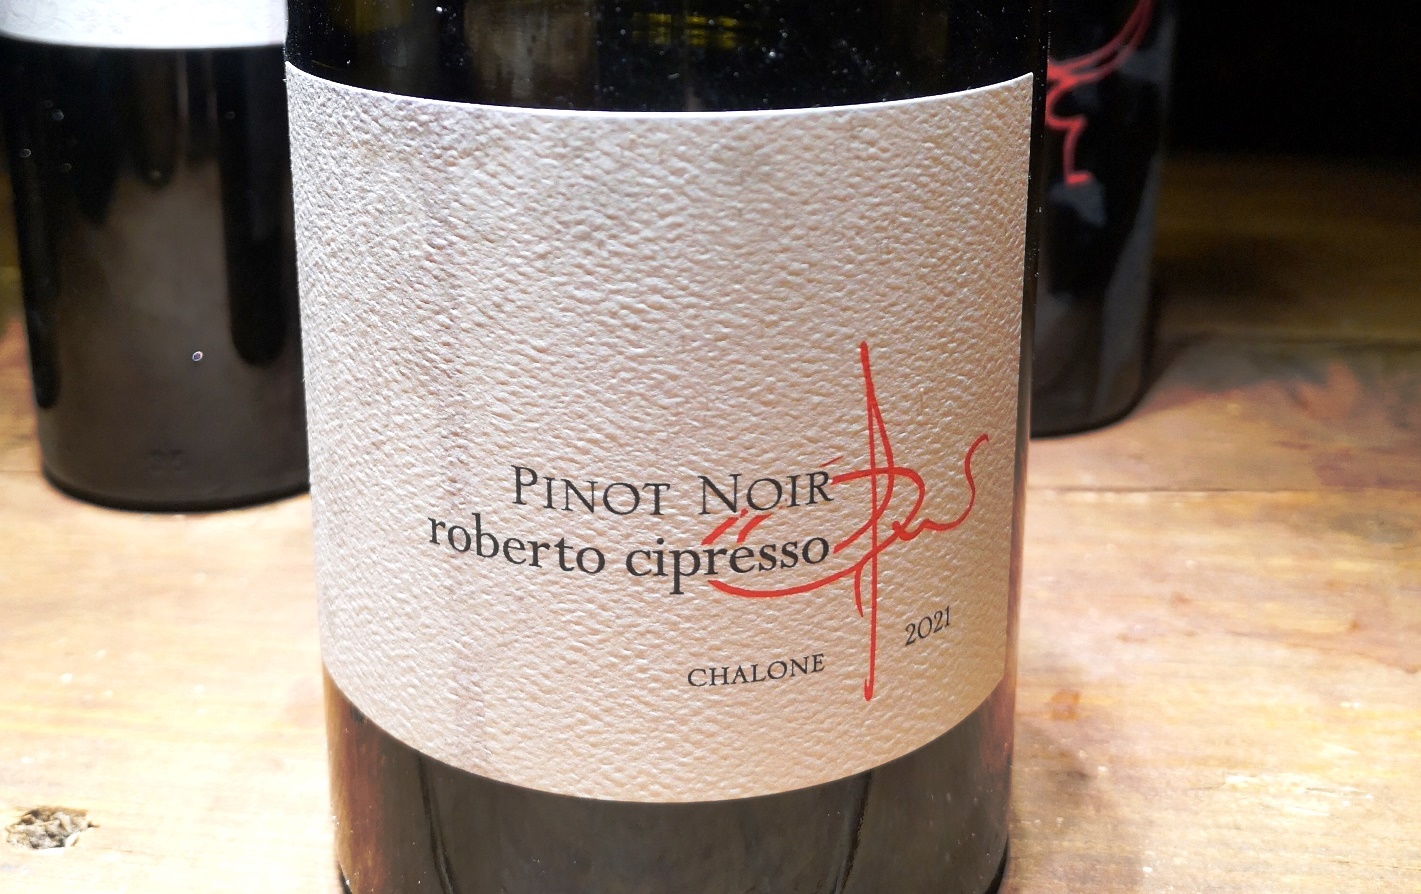 PINOT NOIR
roberto cipresso
2021
CHALONE